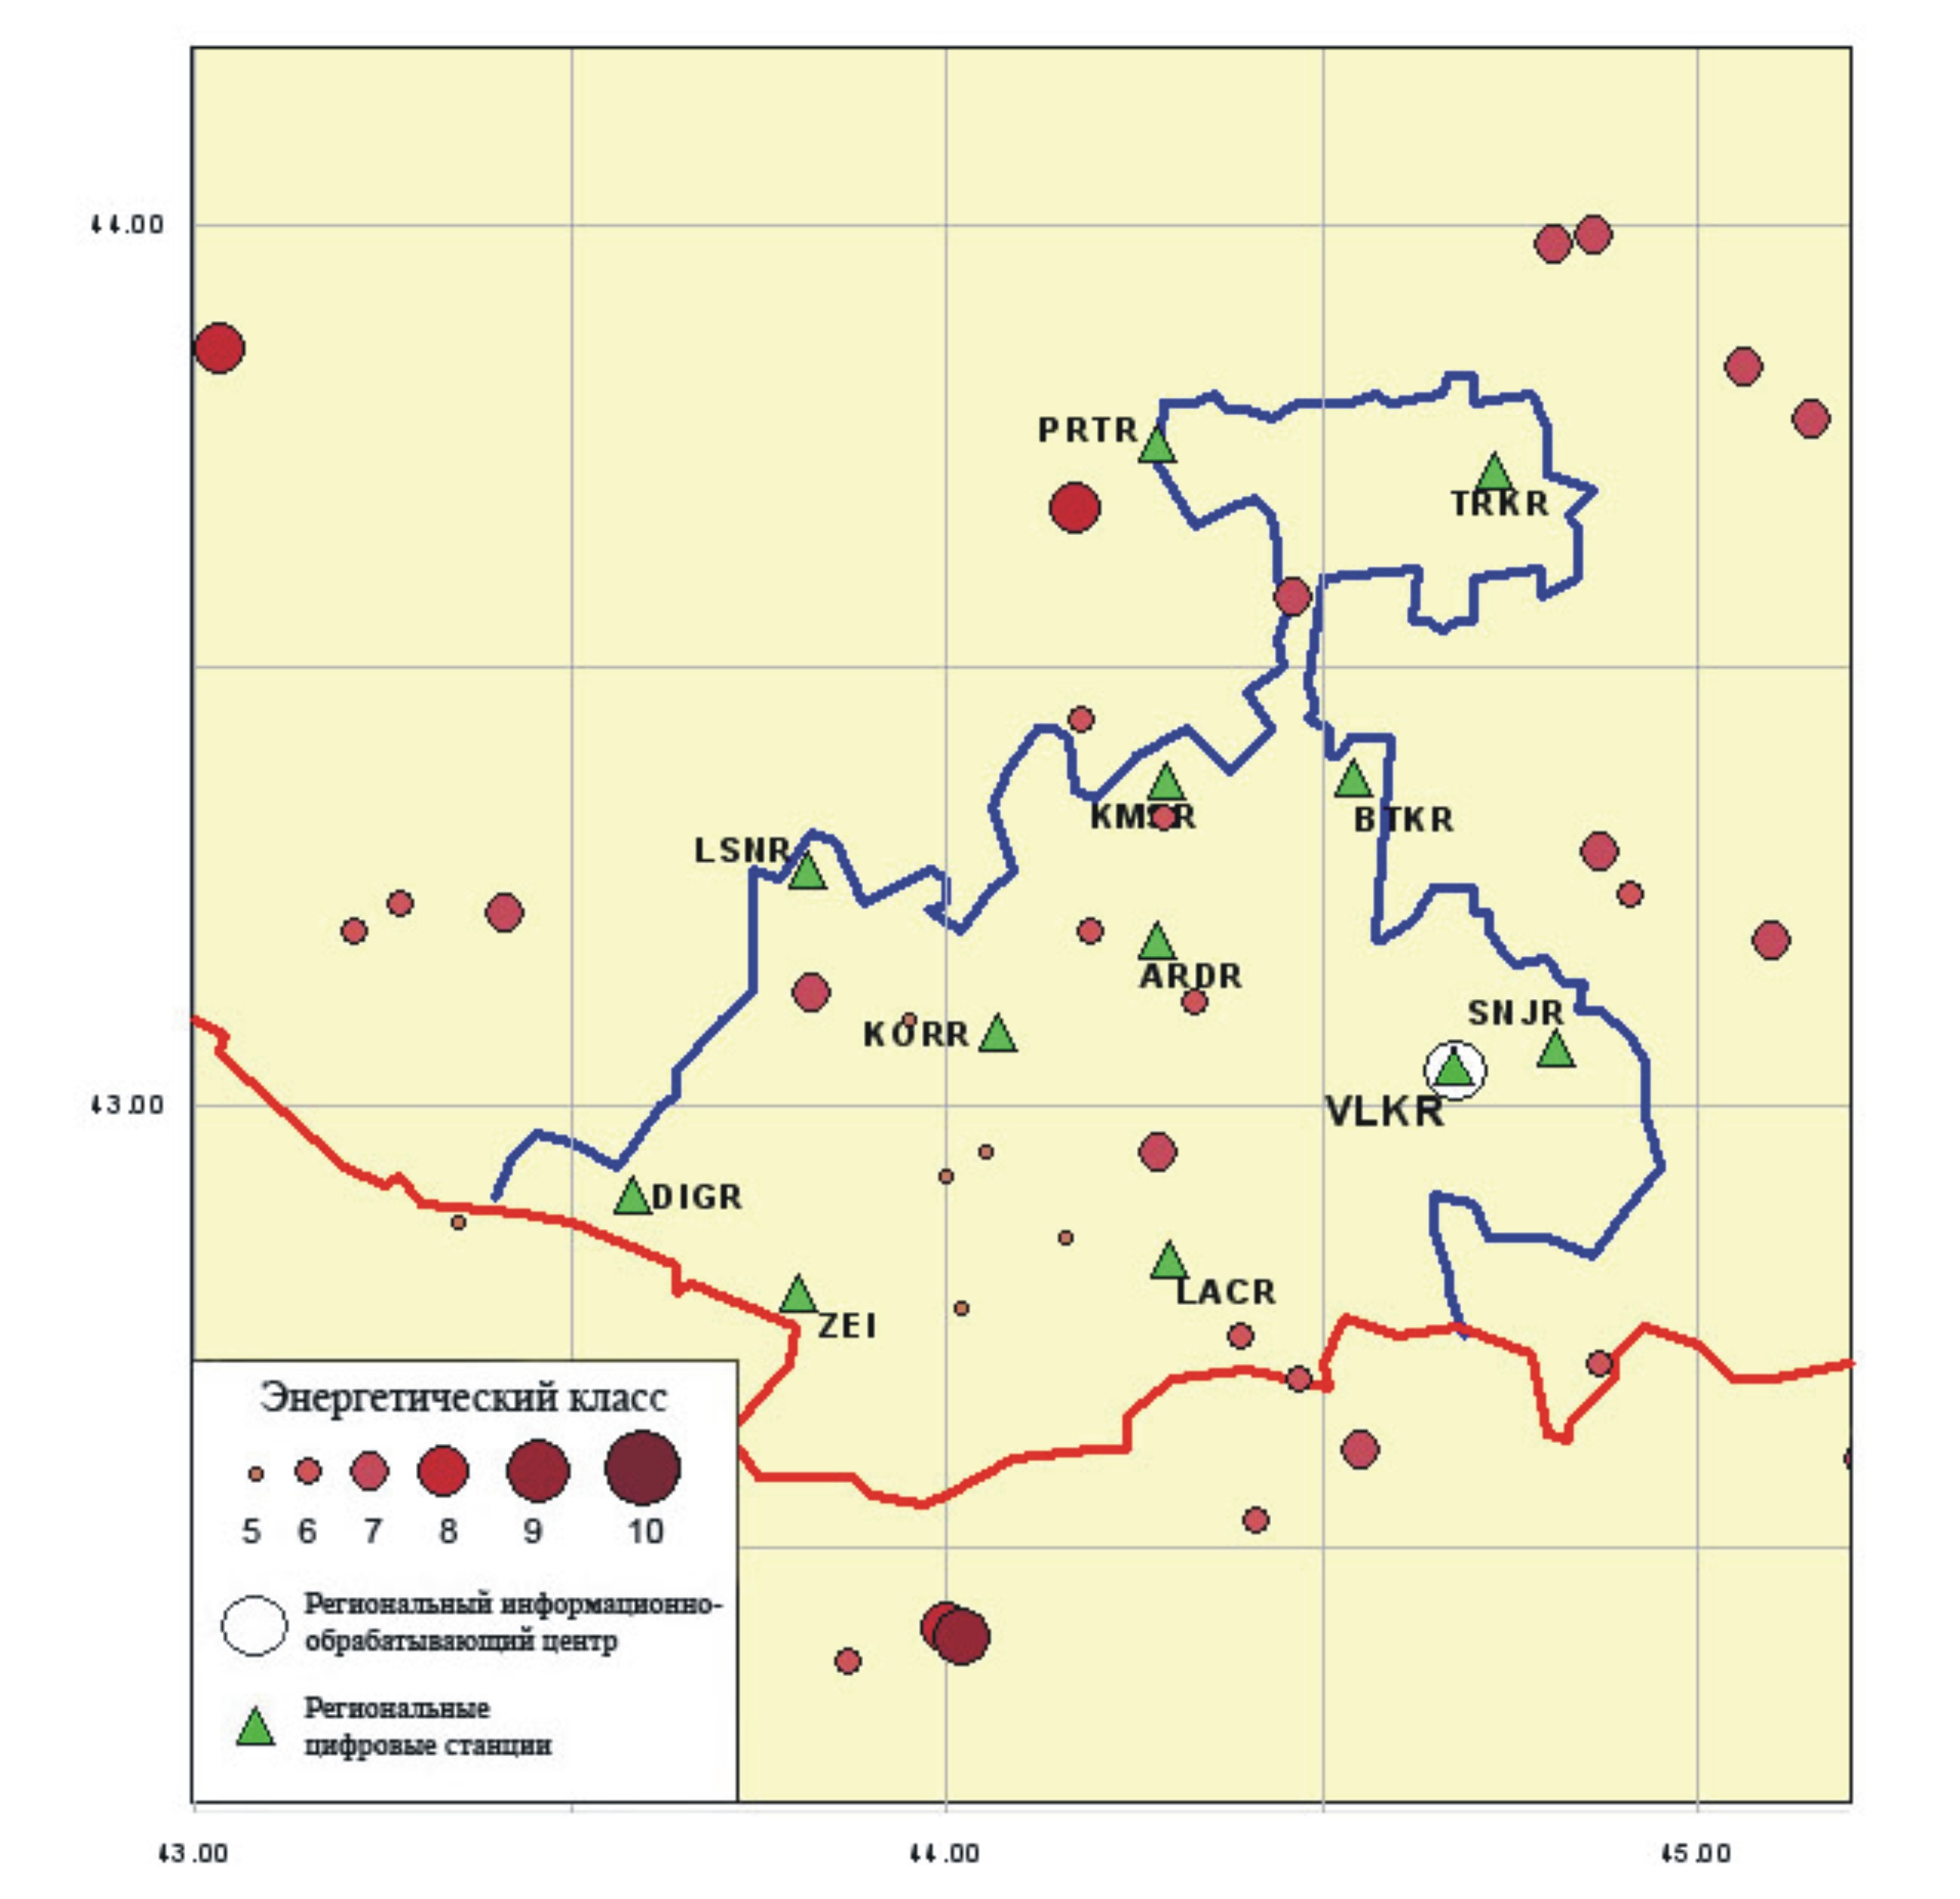 44.00
PRTR
TRKR
KMSR
BTKR
LSNR
ARDR
SNJR
KORR
43.00
VLKR
DIGR
LACR
ZEI
Энергетический класс
5 6 7 8 9 10
Региональный информационно-
обрабатывающий центр
Региональные
цифровые станции
43.00 44.00 45.00